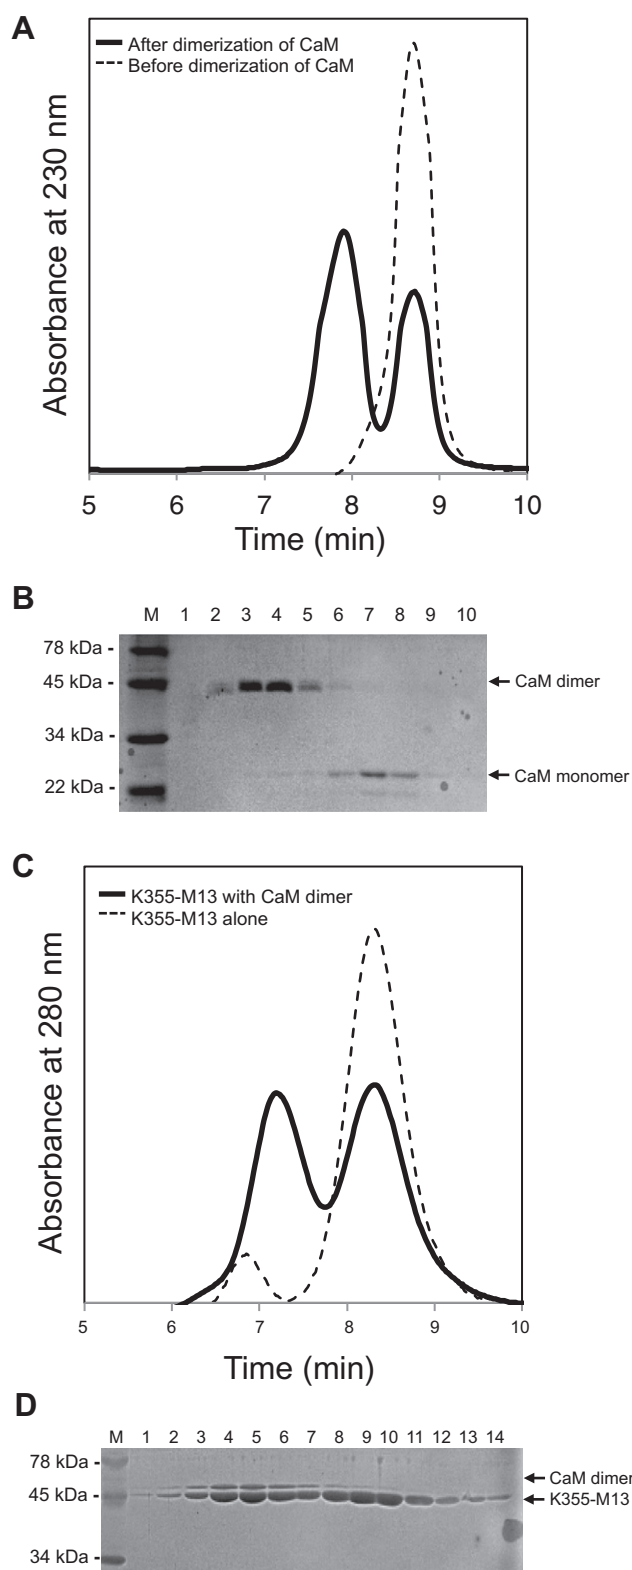 A
After dimerization of CaM
Before dimerization of CaM
Absorbance at 230 nm
5 6 7 8 9 10
Time (min)
B
M 1 2 3 4 5 6 7 8 9 10
78 kDa -
45 kDa -
CaM dimer
34 kDa -
22 kDa -
CaM monomer
C
K355-M13 with CaM dimer
K355-M13 alone
Absorbance at 280 nm
5 6 7 8 9 10
Time (min)
D
M 1 2 3 4 5 6 7 8 9 10 11 12 13 14
78 kDa -
CaM dimer
45 kDa -
K355-M13
34 kDa -